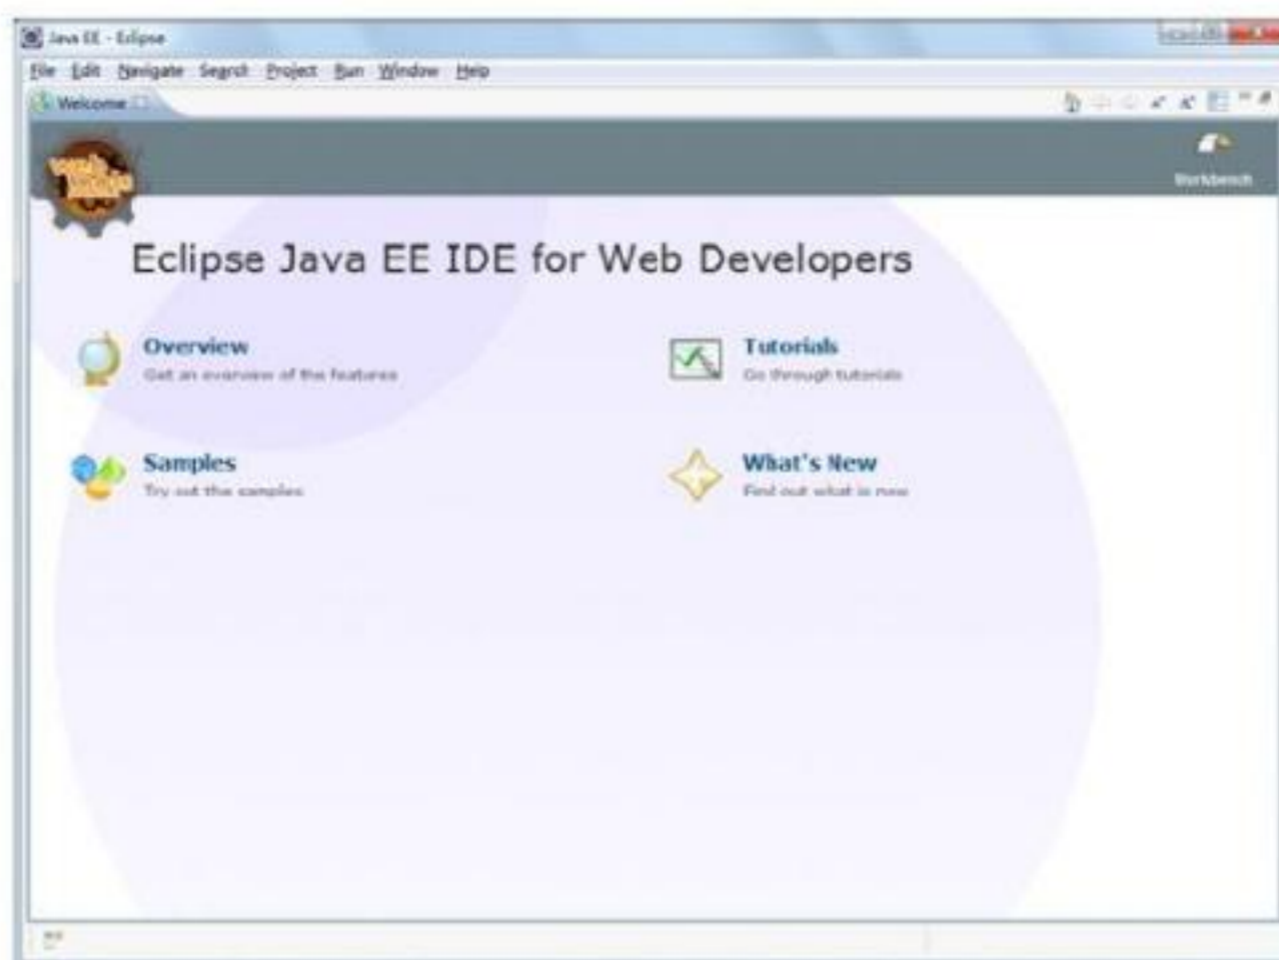 Java EE - Eclipse
File Edit Navigate Search Project Run Window Help
Welcome
Workbench
Eclipse Java EE IDE for Web Developers
Overview
Get an overview of the features
Tutorials
Go through tutorials
Samples
Try out the samples
What's New
Find out what is new